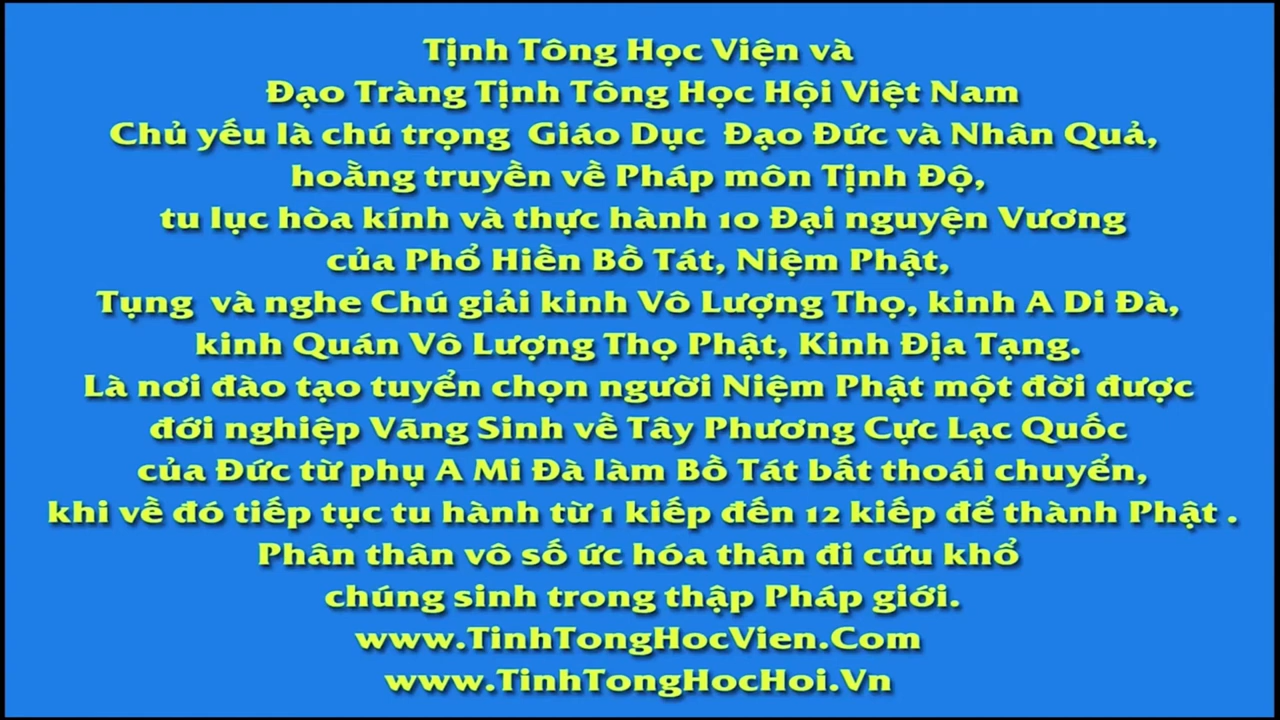 Tịnh Tông Học Viện và
Đạo Tràng Tịnh Tông Học Hội Việt Nam
Chủ yếu là chú trọng Giáo Dục Đạo Đức và Nhân Quả,
hoằng truyền về Pháp môn Tịnh Độ,
tu lục hòa kính và thực hành 10 Đại nguyện Vương
của Phổ Hiền Bồ Tát, Niệm Phật,
Tụng và nghe Chú giải kinh Vô Lượng Thọ, kinh A Di Đà,
kinh Quán Vô Lượng Thọ Phật, Kinh Địa Tạng.
Là nơi đào tạo tuyển chọn người Niệm Phật một đời được
đới nghiệp Vãng Sinh về Tây Phương Cực Lạc Quốc
của Đức từ phụ A Mi Đà làm Bồ Tát bất thoái chuyển,
khi về đó tiếp tục tu hành từ 1 kiếp đến 12 kiếp để thành Phật .
Phân thân vô số ức hóa thân đi cứu khổ
chúng sinh trong thập Pháp giới.
www.TinhTongHocVien.Com
www.TinhTongHocHoi.Vn